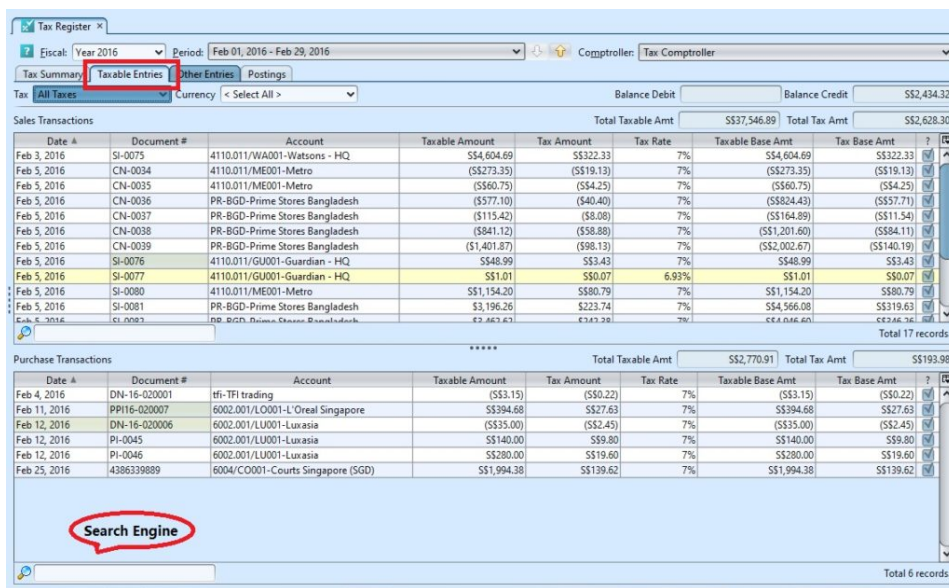 Tax Register ×
? Fiscal: Year 2016 Period: Feb 01, 2016 - Feb 29, 2016 Comptroller: Tax Comptroller
Tax Summary Taxable Entries Other Entries Postings
Tax All Taxes Currency < Select All > Balance Debit Balance Credit S$2,434.32
Sales Transactions Total Taxable Amt S$37,546.89 Total Tax Amt S$2,628.30
Date Document # Account Taxable Amount Tax Amount Tax Rate Taxable Base Amt Tax Base Amt ?
Feb 3, 2016 SI-0075 4110.011/WA001-Watsons - HQ S$4,604.69 S$322.33 7% S$4,604.69 S$322.33
Feb 5, 2016 CN-0034 4110.011/ME001-Metro (S$273.35) (S$19.13) 7% (S$273.35) (S$19.13)
Feb 5, 2016 CN-0035 4110.011/ME001-Metro (S$60.75) (S$4.25) 7% (S$60.75) (S$4.25)
Feb 5, 2016 CN-0036 PR-BGD-Prime Stores Bangladesh ($577.10) ($40.40) 7% (S$824.43) (S$57.71)
Feb 5, 2016 CN-0037 PR-BGD-Prime Stores Bangladesh ($115.42) ($8.08) 7% (S$164.89) (S$11.54)
Feb 5, 2016 CN-0038 PR-BGD-Prime Stores Bangladesh ($841.12) ($58.88) 7% (S$1,201.60) (S$84.11)
Feb 5, 2016 CN-0039 PR-BGD-Prime Stores Bangladesh ($1,401.87) ($98.13) 7% (S$2,002.67) (S$140.19)
Feb 5, 2016 SI-0076 4110.011/GU001-Guardian - HQ S$48.99 S$3.43 7% S$48.99 S$3.43
Feb 5, 2016 SI-0077 4110.011/GU001-Guardian - HQ S$1.01 S$0.07 6.93% S$1.01 S$0.07
Feb 5, 2016 SI-0080 4110.011/ME001-Metro S$1,154.20 S$80.79 7% S$1,154.20 S$80.79
Feb 5, 2016 SI-0081 PR-BGD-Prime Stores Bangladesh $3,196.26 $223.74 7% S$4,566.08 S$319.63
Feb 5, 2016 SI-0082 PR-BGD-Prime Stores Bangladesh $3,462.62 $242.38 7% S$4,946.60 S$346.26
Total 17 records
Purchase Transactions Total Taxable Amt S$2,770.91 Total Tax Amt S$193.98
Date Document # Account Taxable Amount Tax Amount Tax Rate Taxable Base Amt Tax Base Amt ?
Feb 4, 2016 DN-16-020001 tfi-TFI trading (S$3.15) (S$0.22) 7% (S$3.15) (S$0.22)
Feb 11, 2016 PPI16-020007 6002.001/LO001-L'Oreal Singapore S$394.68 S$27.63 7% S$394.68 S$27.63
Feb 12, 2016 DN-16-020006 6002.001/LU001-Luxasia (S$35.00) (S$2.45) 7% (S$35.00) (S$2.45)
Feb 12, 2016 PI-0045 6002.001/LU001-Luxasia S$140.00 S$9.80 7% S$140.00 S$9.80
Feb 12, 2016 PI-0046 6002.001/LU001-Luxasia S$280.00 S$19.60 7% S$280.00 S$19.60
Feb 25, 2016 4386339889 6004/CO001-Courts Singapore (SGD) S$1,994.38 S$139.62 7% S$1,994.38 S$139.62
Search Engine
Total 6 records